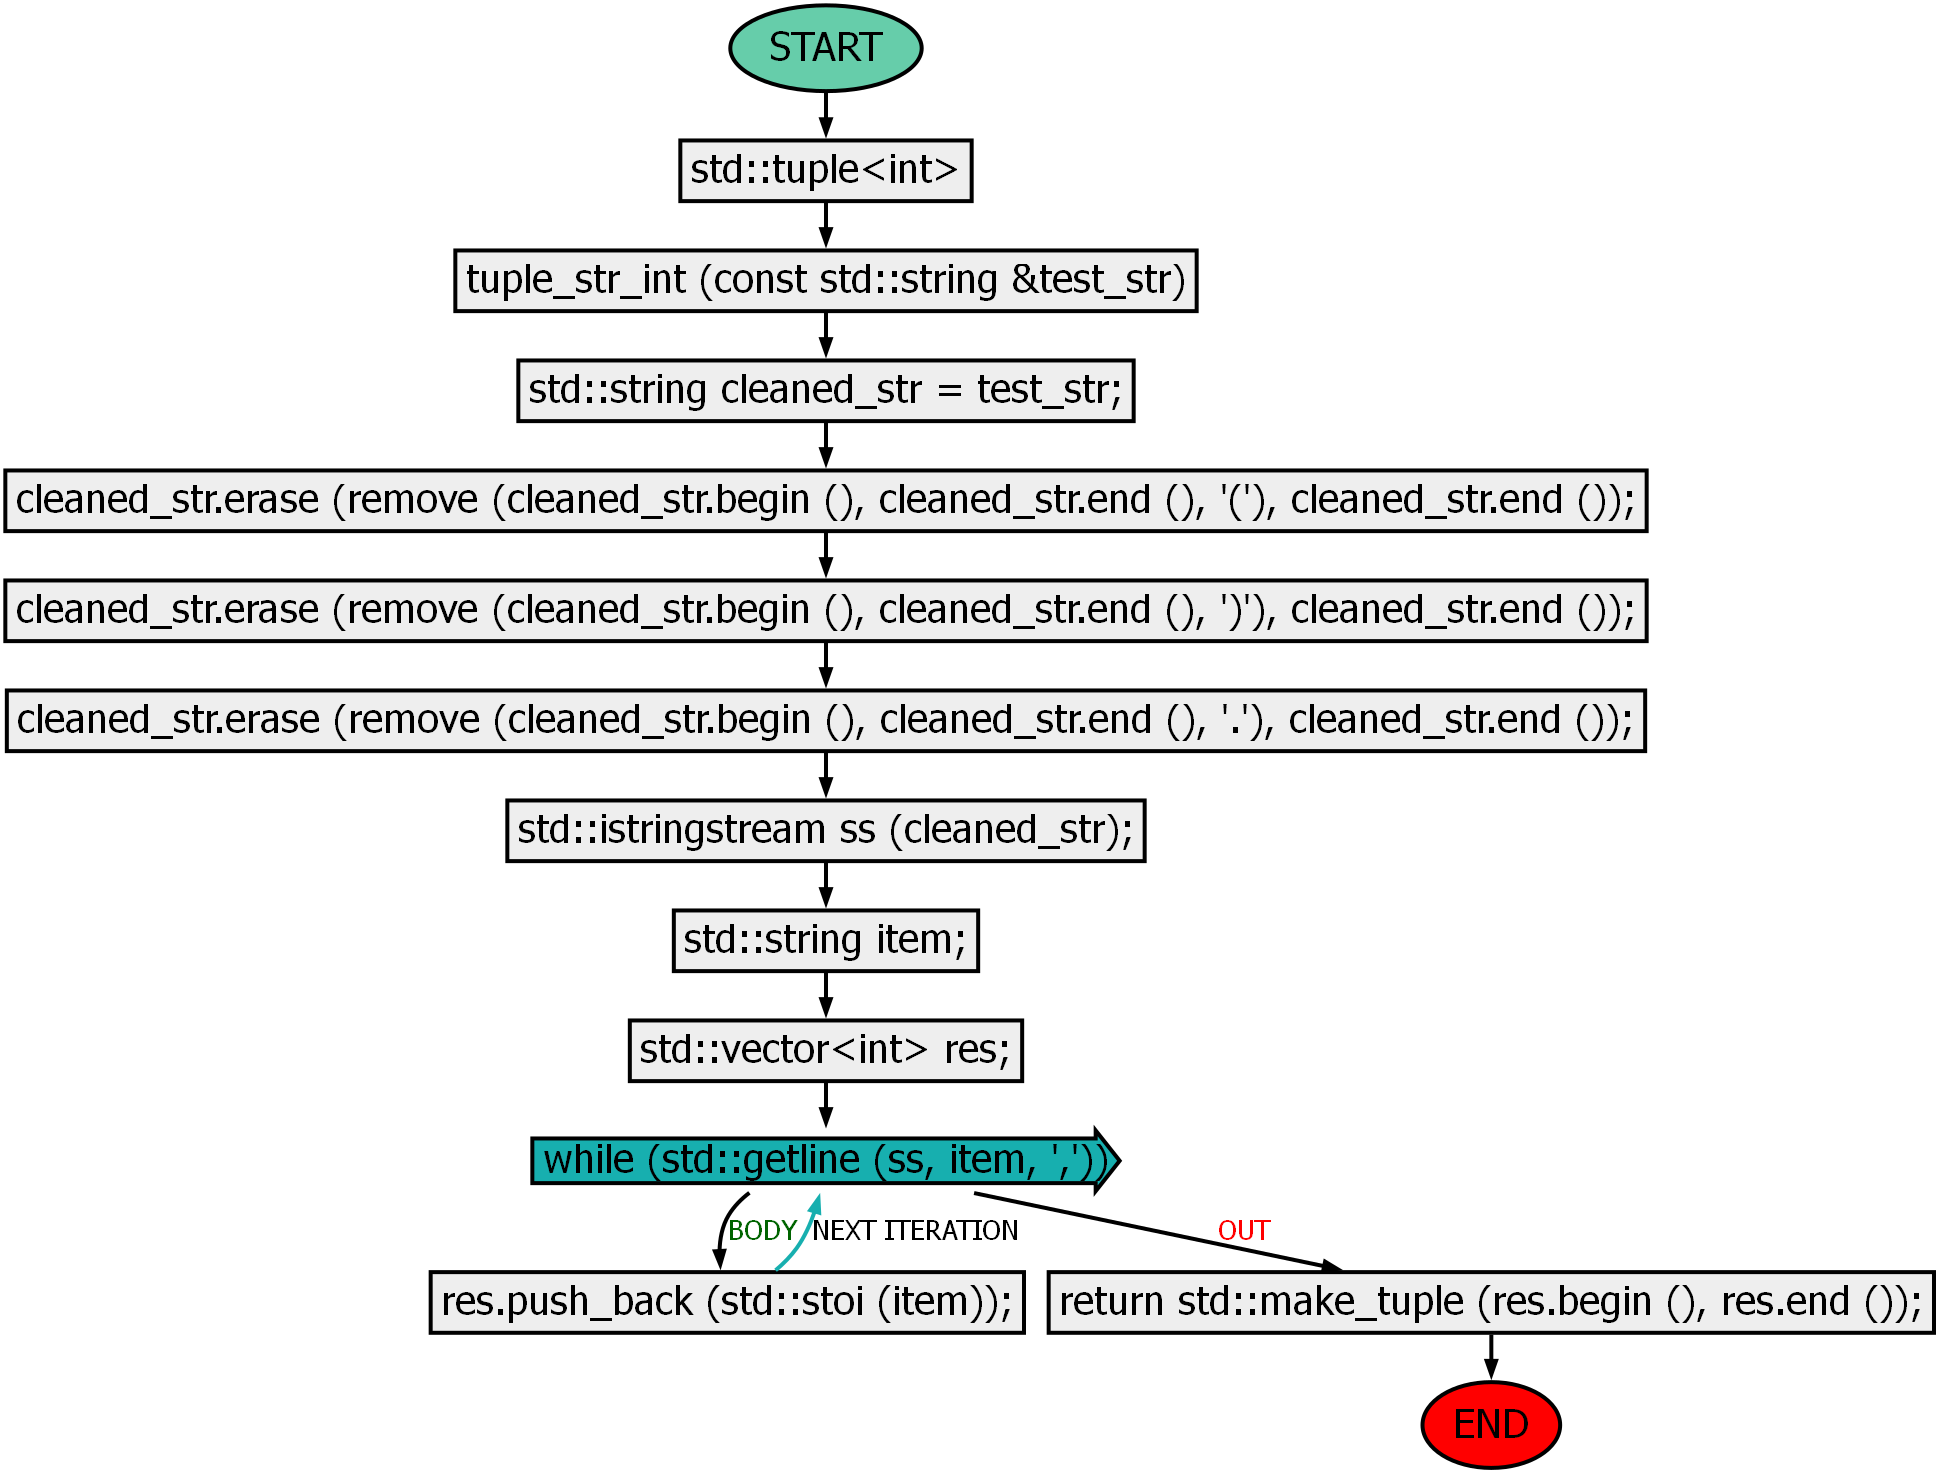 START
std::tuple<int>
tuple_str_int (const std::string &test_str)
std::string cleaned_str = test_str;
cleaned_str.erase (remove (cleaned_str.begin (), cleaned_str.end (), '('), cleaned_str.end ());
cleaned_str.erase (remove (cleaned_str.begin (), cleaned_str.end (), ')'), cleaned_str.end ());
cleaned_str.erase (remove (cleaned_str.begin (), cleaned_str.end (), '.'), cleaned_str.end ());
std::istringstream ss (cleaned_str);
std::string item;
std::vector<int> res;
while (std::getline (ss, item, ','))
BODY
NEXT ITERATION
OUT
res.push_back (std::stoi (item));
return std::make_tuple (res.begin (), res.end ());
END